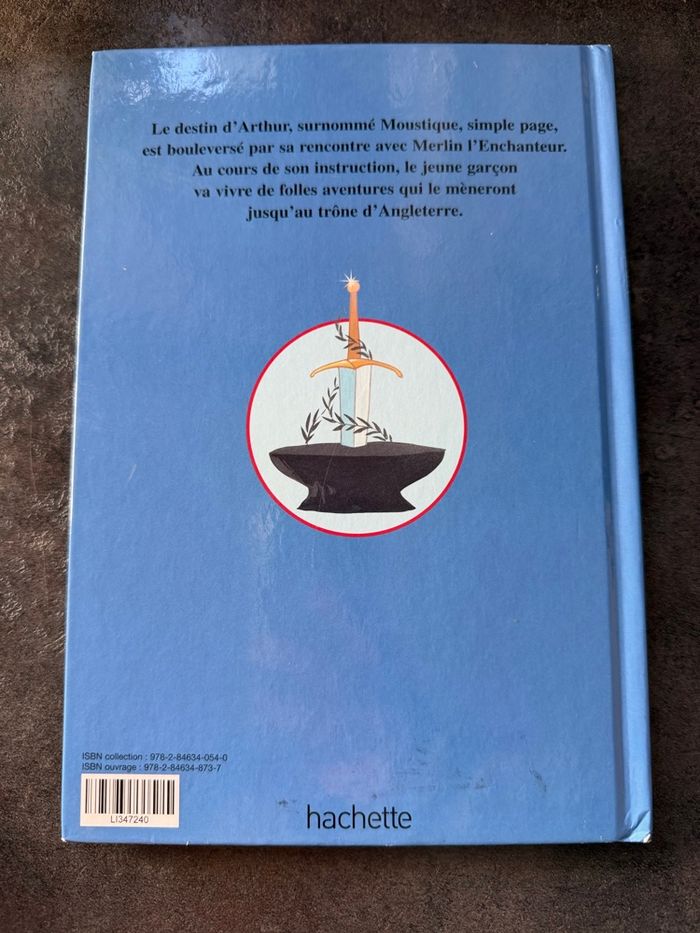 Le destin d'Arthur, surnommé Moustique, simple page,
est bouleversé par sa rencontre avec Merlin l'Enchanteur.
Au cours de son instruction, le jeune garçon
va vivre de folles aventures qui le mèneront
jusqu'au trône d'Angleterre.
ISBN collection : 978-2-84634-054-0
ISBN ouvrage : 978-2-84634-873-7
LI347240
hachette